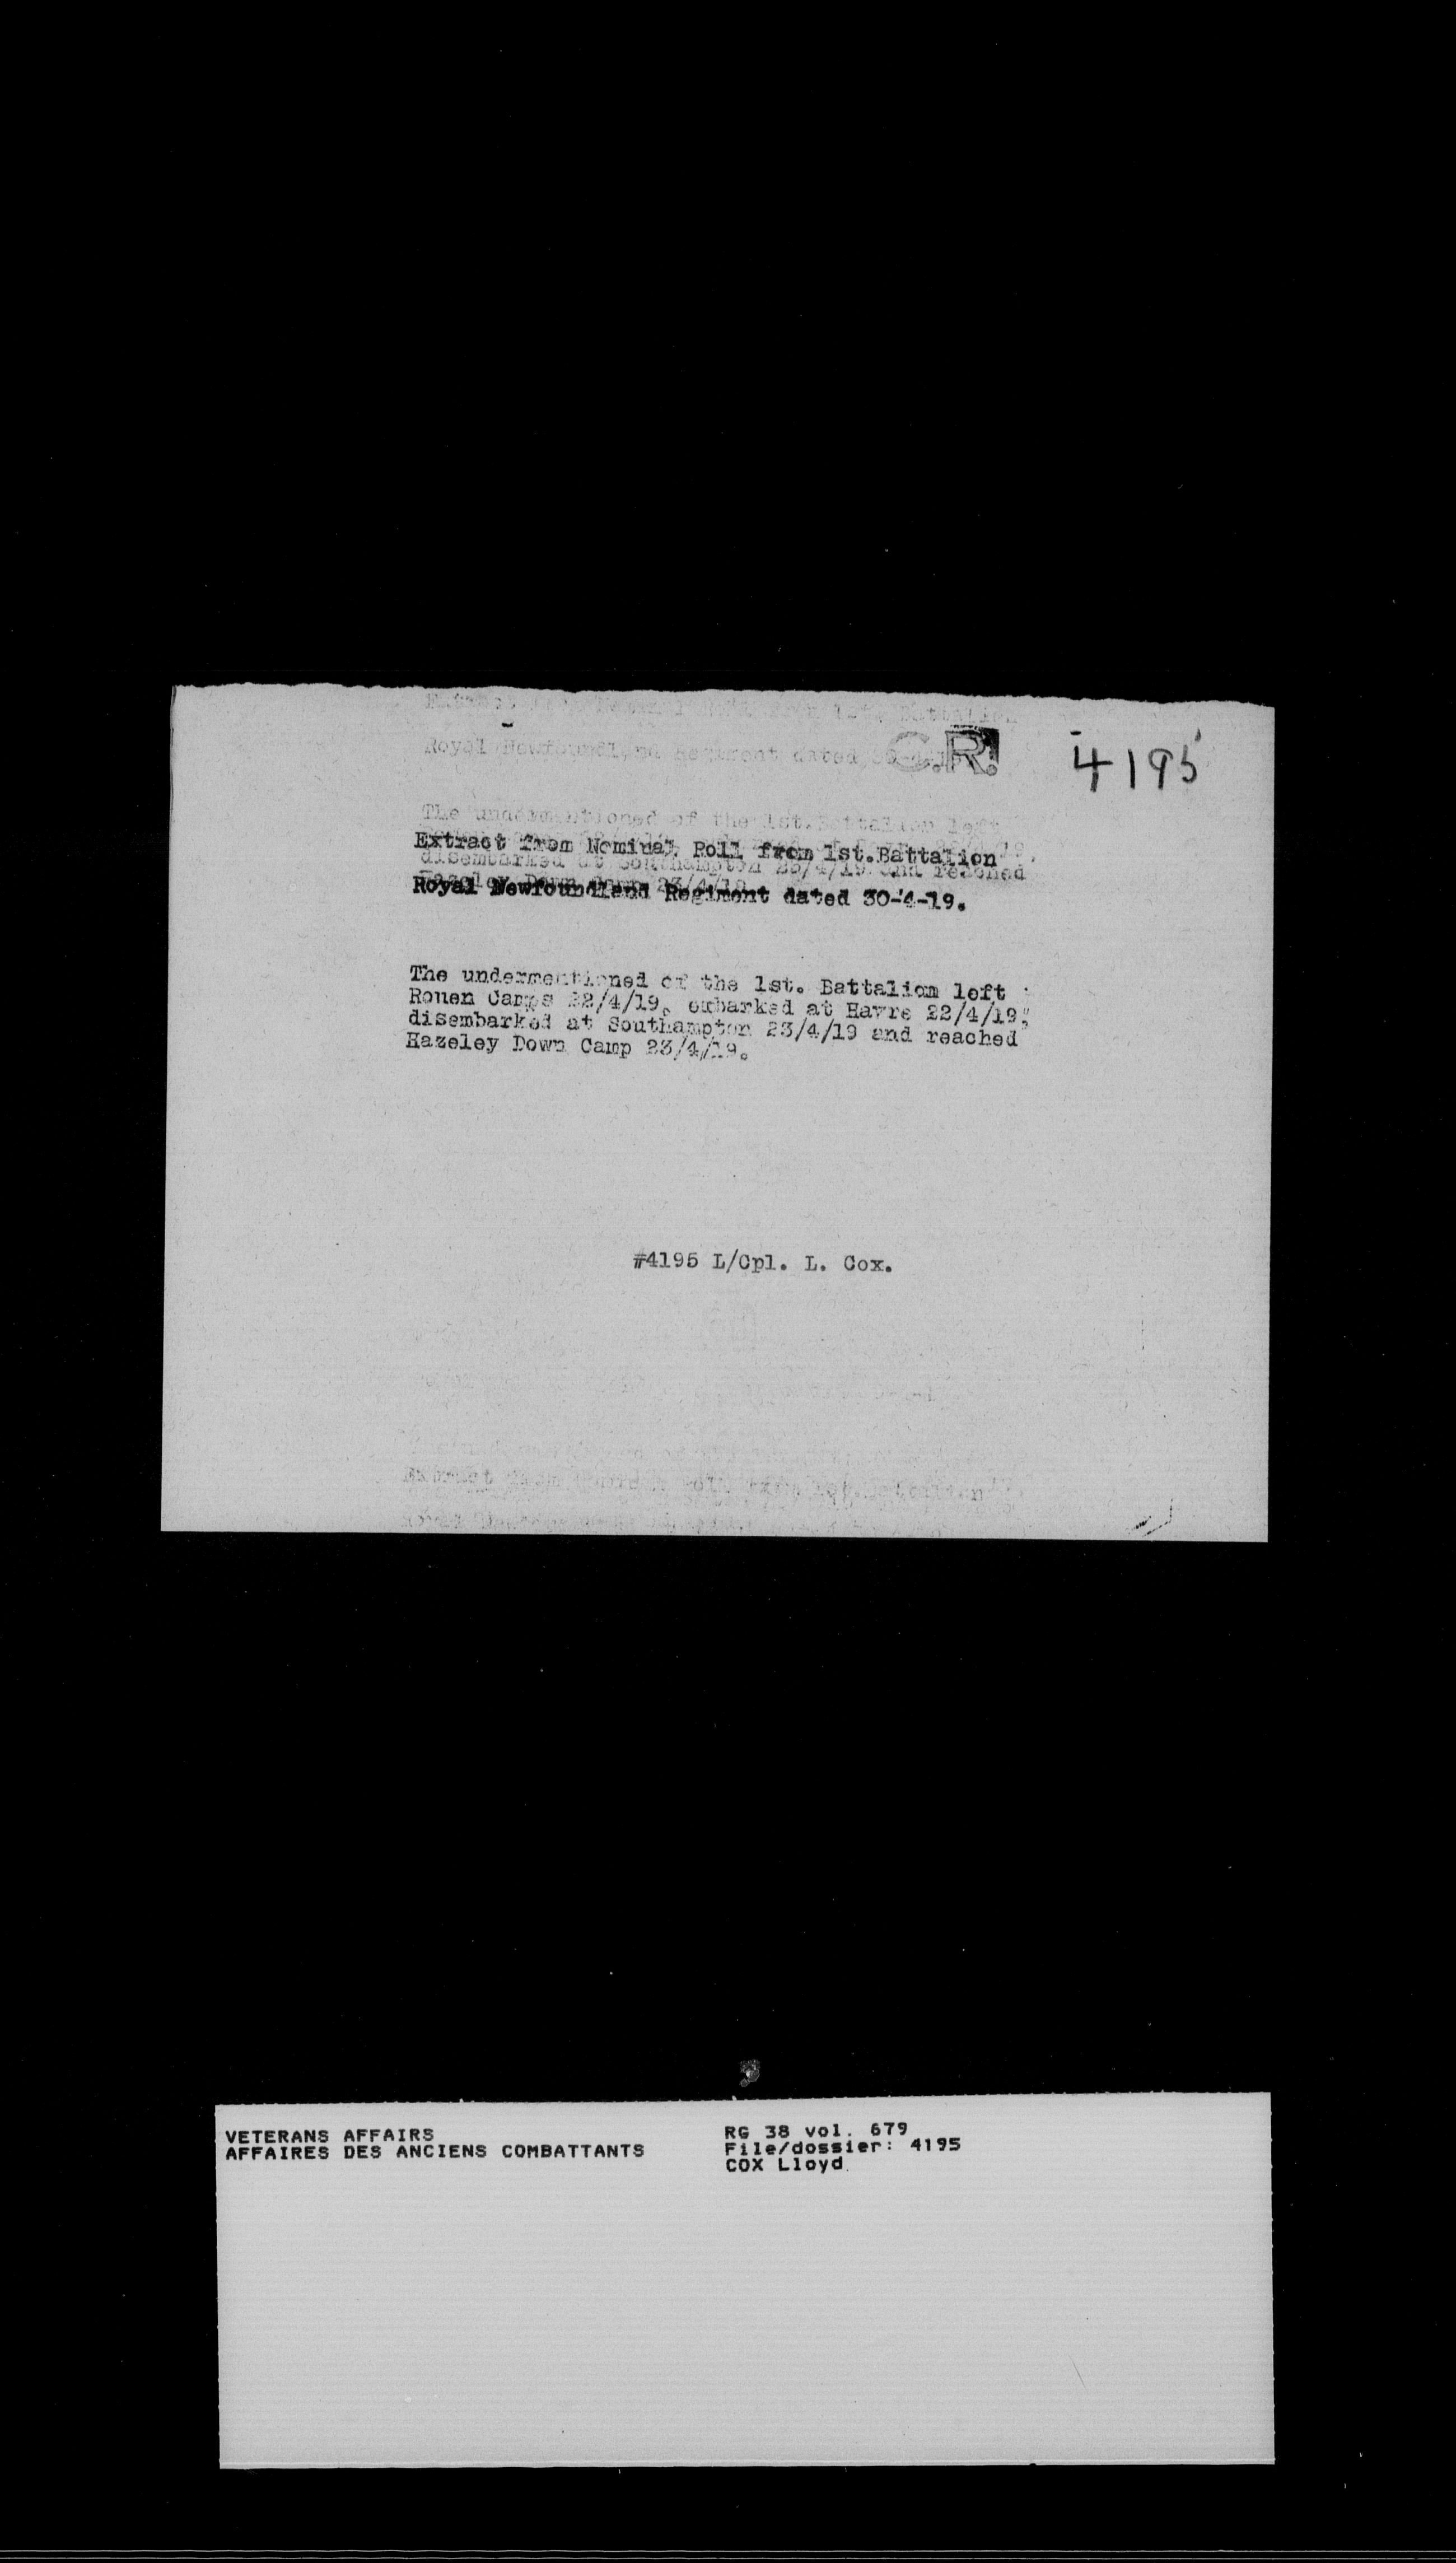 C.R.
4195
Extract from Nominal Roll from 1st.Battalion
Royal Newfoundland Regiment dated 30-4-19.
The undermentioned of the 1st. Battaliom left
Rouen Camps 22/4/19, embarked at Havre 22/4/19,
disembarked at Southampton 23/4/19 and reached
Hazeley Down Camp 23/4/19.
#4195 L/Cpl. L. Cox.
VETERANS AFFAIRS
AFFAIRES DES ANCIENS COMBATTANTS
RG 38 vol. 679
File/dossier: 4195
COX Lloyd